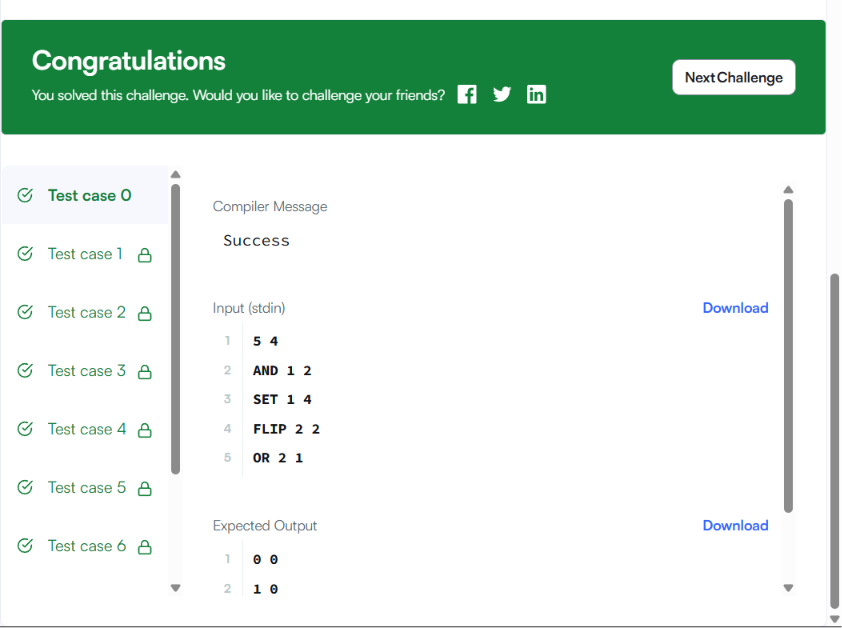 Congratulations
You solved this challenge. Would you like to challenge your friends?
Next Challenge
Test case 0
Test case 1
Test case 2
Test case 3
Test case 4
Test case 5
Test case 6
Compiler Message
Success
Input (stdin)
Download
1 5 4
2 AND 1 2
3 SET 1 4
4 FLIP 2 2
5 OR 2 1
Expected Output
Download
1 0 0
2 1 0